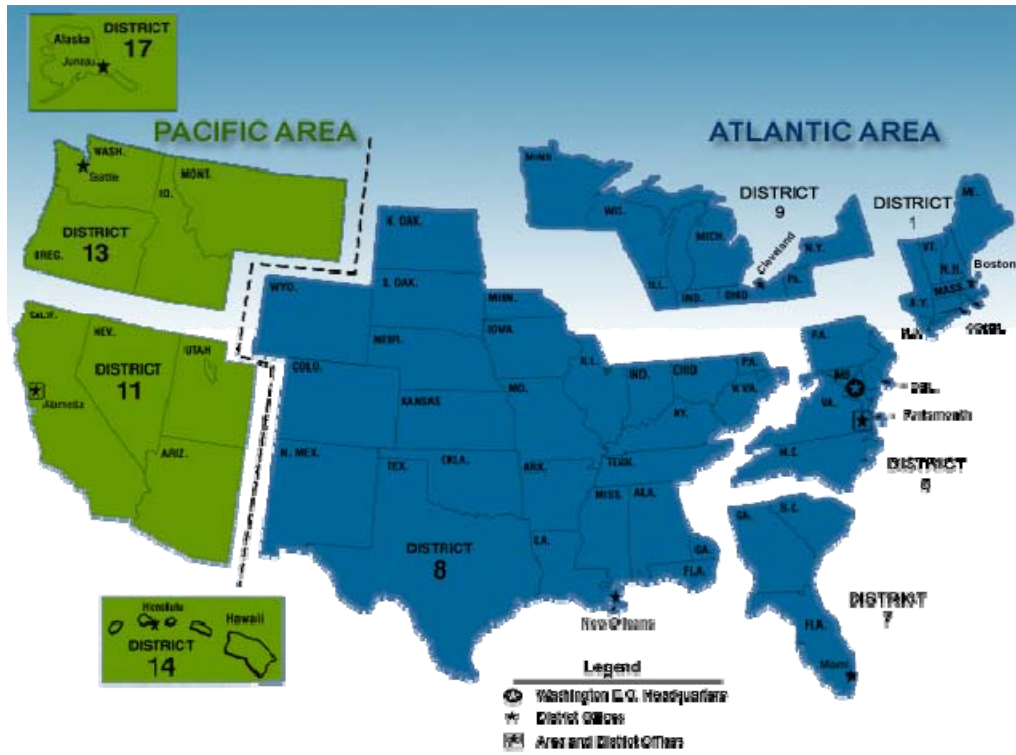 DISTRICT
17
Alaska
Juneau
PACIFIC AREA
ATLANTIC AREA
WASH.
Seattle
ID.
MONT.
DISTRICT
13
OREG.
CALIF.
NEV.
UTAH
DISTRICT
11
Alameda
ARIZ.
Honolulu
Hawaii
DISTRICT
14
N. DAK.
S. DAK.
WYO.
NEBR.
MINN.
IOWA
COLO.
KANSAS
MO.
ILL.
IND.
OHIO
PA.
W VA.
KY.
N. MEX.
TEX.
OKLA.
ARK.
TENN.
MISS.
ALA.
LA.
GA.
FLA.
DISTRICT
8
New Orleans
MINN.
WIS.
MICH.
ILL.
IND.
OHIO
PA.
N.Y.
Cleveland
DISTRICT
9
DISTRICT
1
ME.
VT.
N.H.
MASS.
N.Y.
Boston
PA.
MD.
VA.
DEL.
Portsmouth
N.C.
DISTRICT
GA.
S.C.
DISTRICT
7
FLA.
Miami
Legend
Washington D.C. Headquarters
District Offices
Area and District Offices